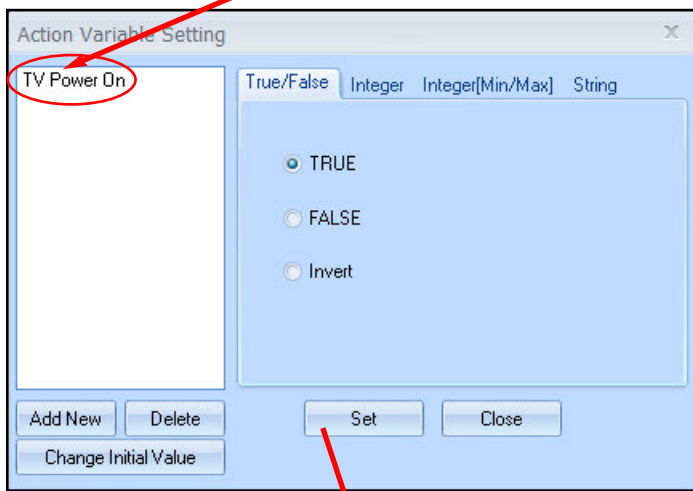 Action Variable Setting
X
TV Power On
True/False Integer Integer[Min/Max] String
TRUE
FALSE
Invert
Add New Delete Set Close
Change Initial Value